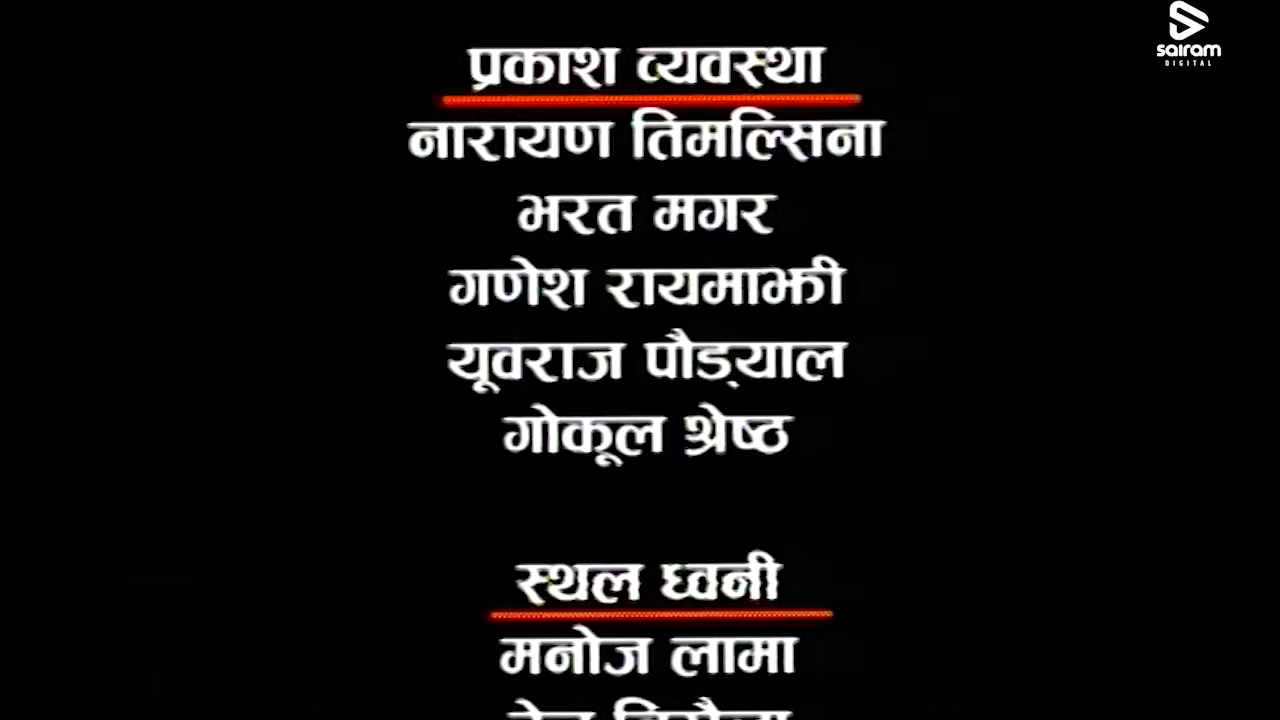 sairam
DIGITAL
प्रकाश व्यवस्था
नारायण तिमल्सिना
भरत मगर
गणेश रायमाझी
यूवराज पौड्याल
गोकूल श्रेष्ठ
स्थल ध्वनी
मनोज लामा